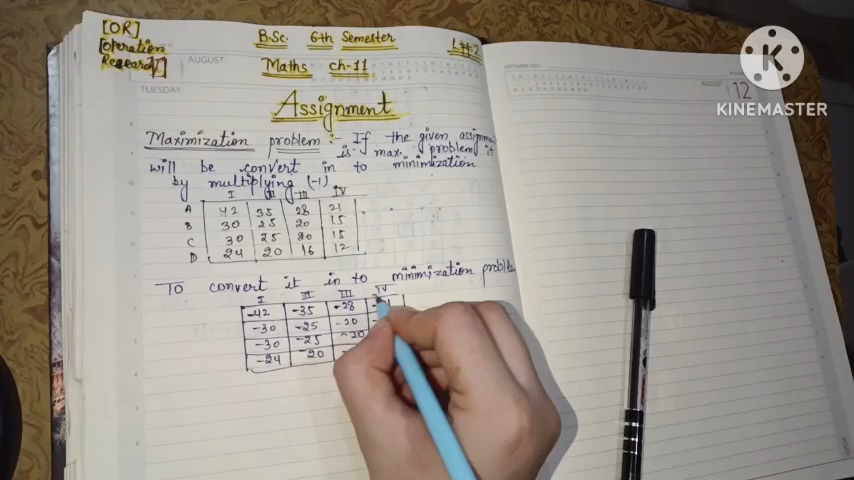 [OR]
[operation
Research]
B.Sc. 6th Semester
Maths ch-11
AUGUST
TUESDAY
Assignment
Maximization problem :- If the given assignment
is max. problem it
will be convert in to minimization
by multiplying (-1)
I II III IV
A 42 35 28 21
B 30 25 20 15
C 30 25 20 15
D 24 20 16 12
To convert it in to minimization problem
I II III IV
-42 -35 -28
-30 -25 -20
-30 -25 -20
-24 -20
AUGUST 12
KINEMASTER